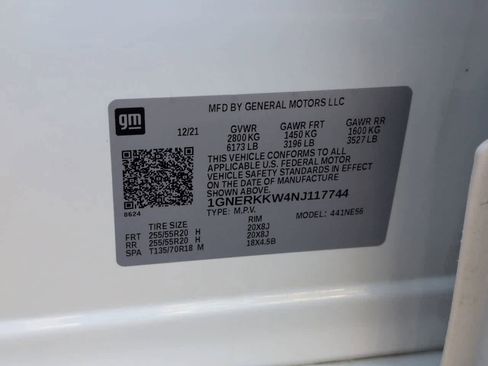 MFD BY GENERAL MOTORS LLC
gm
12/21 GVWR GAWR FRT GAWR RR
2800 KG 1450 KG 1600 KG
6173 LB 3196 LB 3527 LB
THIS VEHICLE CONFORMS TO ALL
APPLICABLE U.S. FEDERAL MOTOR
VEHICLE SAFETY STANDARDS IN EFFECT
ON THE DATE OF MANUFACTURE
SHOWN ABOVE.
1GNERKKW4NJ117744
8624
TYPE: M.P.V. MODEL: 441NE56
TIRE SIZE RIM
FRT 255/55R20 H 20X8J
RR 255/55R20 H 20X8J
SPA T135/70R18 M 18X4.5B